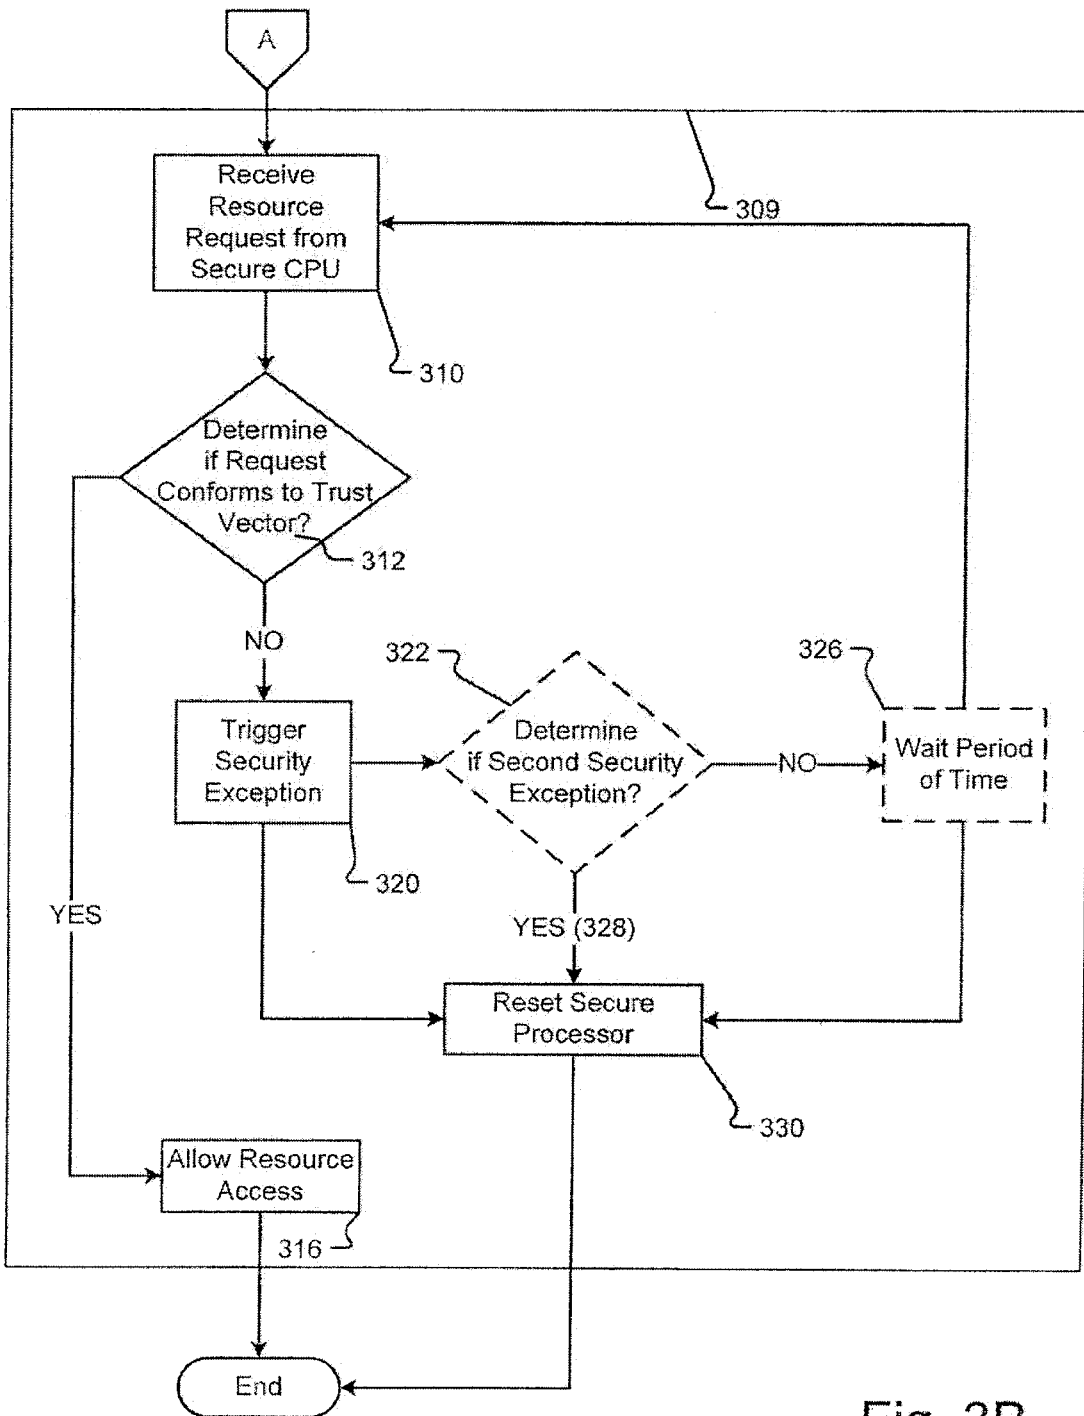 A
309
Receive
Resource
Request from
Secure CPU
310
Determine
if Request
Conforms to Trust
Vector?
312
NO
322
326
Trigger
Security
Exception
Determine
if Second Security
Exception?
NO
Wait Period
of Time
320
YES
YES (328)
Reset Secure
Processor
330
Allow Resource
Access
316
End
Fig. 3B